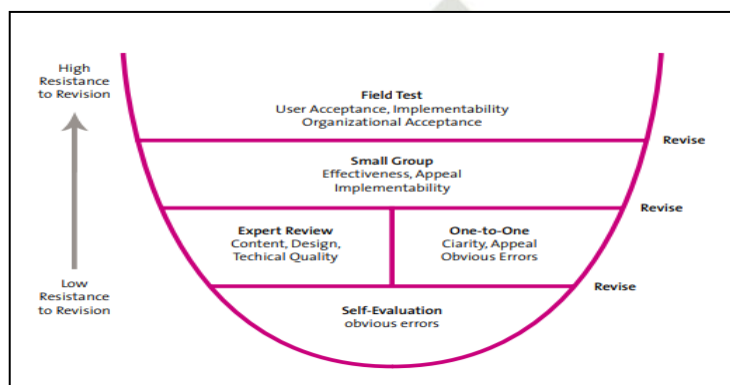 High
Resistance
to Revision
Field Test
User Acceptance, Implementability
Organizational Acceptance
Revise
Small Group
Effectiveness, Appeal
Implementability
Revise
Expert Review
Content, Design,
Techical Quality
One-to-One
Ciarity, Appeal
Obvious Errors
Revise
Low
Resistance
to Revision
Self-Evaluation
obvious errors